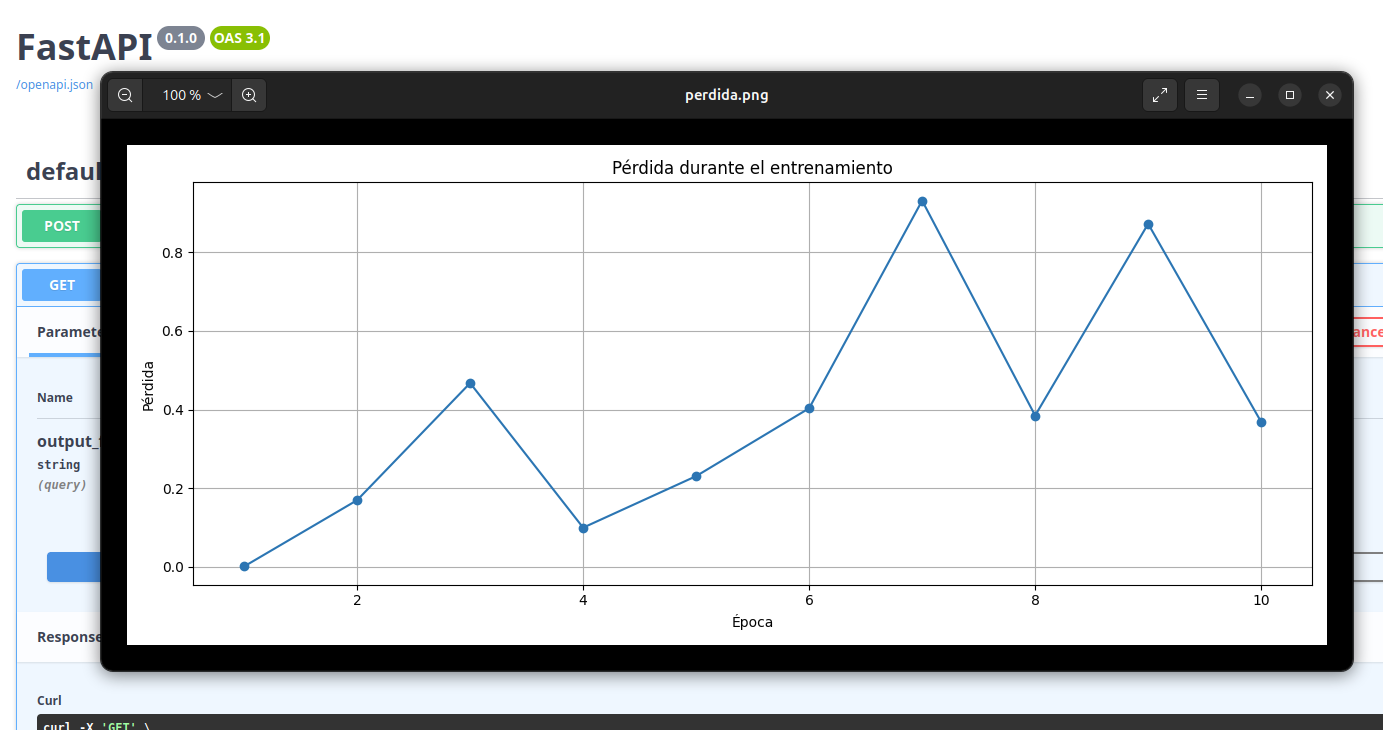 FastAPI 0.1.0 OAS 3.1
/openapi.json
100 %
perdida.png
defaul
POST
GET
Paramete
ance
Name
output_
string
(query)
Response
Curl
curl -X 'GET' \
Pérdida durante el entrenamiento
Pérdida
0.8
0.6
0.4
0.2
0.0
2 4 6 8 10
Época